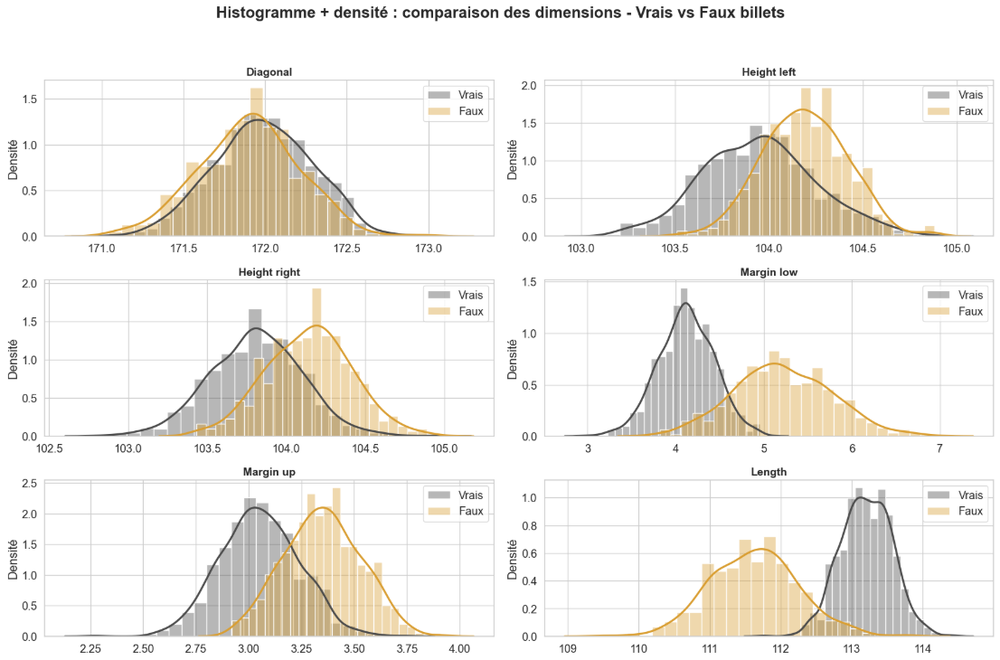 Histogramme + densité : comparaison des dimensions - Vrais vs Faux billets
Diagonal
Densité
1.5
1.0
0.5
0.0
171.0 171.5 172.0 172.5 173.0
Vrais
Faux
Height left
Densité
2.0
1.5
1.0
0.5
0.0
103.0 103.5 104.0 104.5 105.0
Vrais
Faux
Height right
Densité
2.0
1.5
1.0
0.5
0.0
102.5 103.0 103.5 104.0 104.5 105.0
Vrais
Faux
Margin low
Densité
1.5
1.0
0.5
0.0
3 4 5 6 7
Vrais
Faux
Margin up
Densité
2.5
2.0
1.5
1.0
0.5
0.0
2.25 2.50 2.75 3.00 3.25 3.50 3.75 4.00
Vrais
Faux
Length
Densité
1.0
0.8
0.6
0.4
0.2
0.0
109 110 111 112 113 114
Vrais
Faux